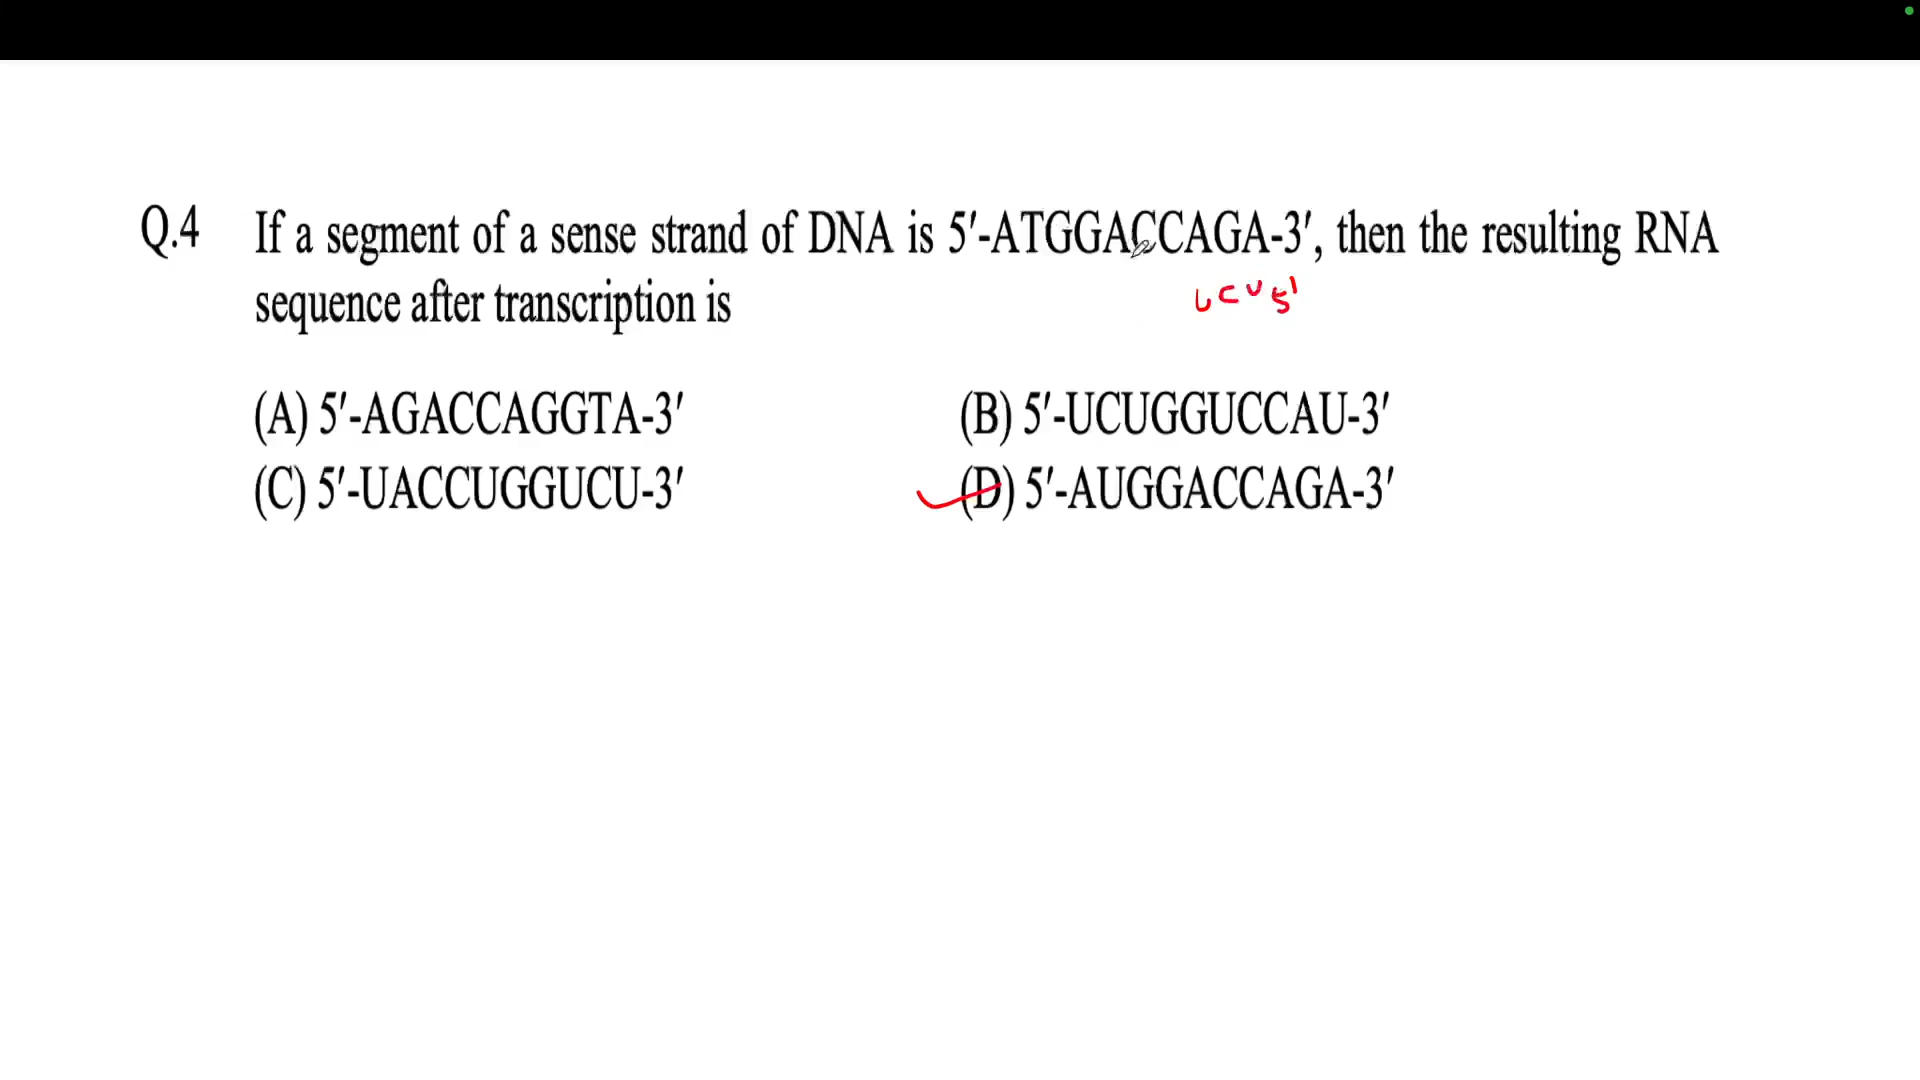 Q.4 If a segment of a sense strand of DNA is 5′-ATGGACCAGA-3′, then the resulting RNA
sequence after transcription is
UCU5'
(A) 5′-AGACCAGGTA-3′ (B) 5′-UCUGGUCCAU-3′
(C) 5′-UACCUGGUCU-3′ (D) 5′-AUGGACCAGA-3′